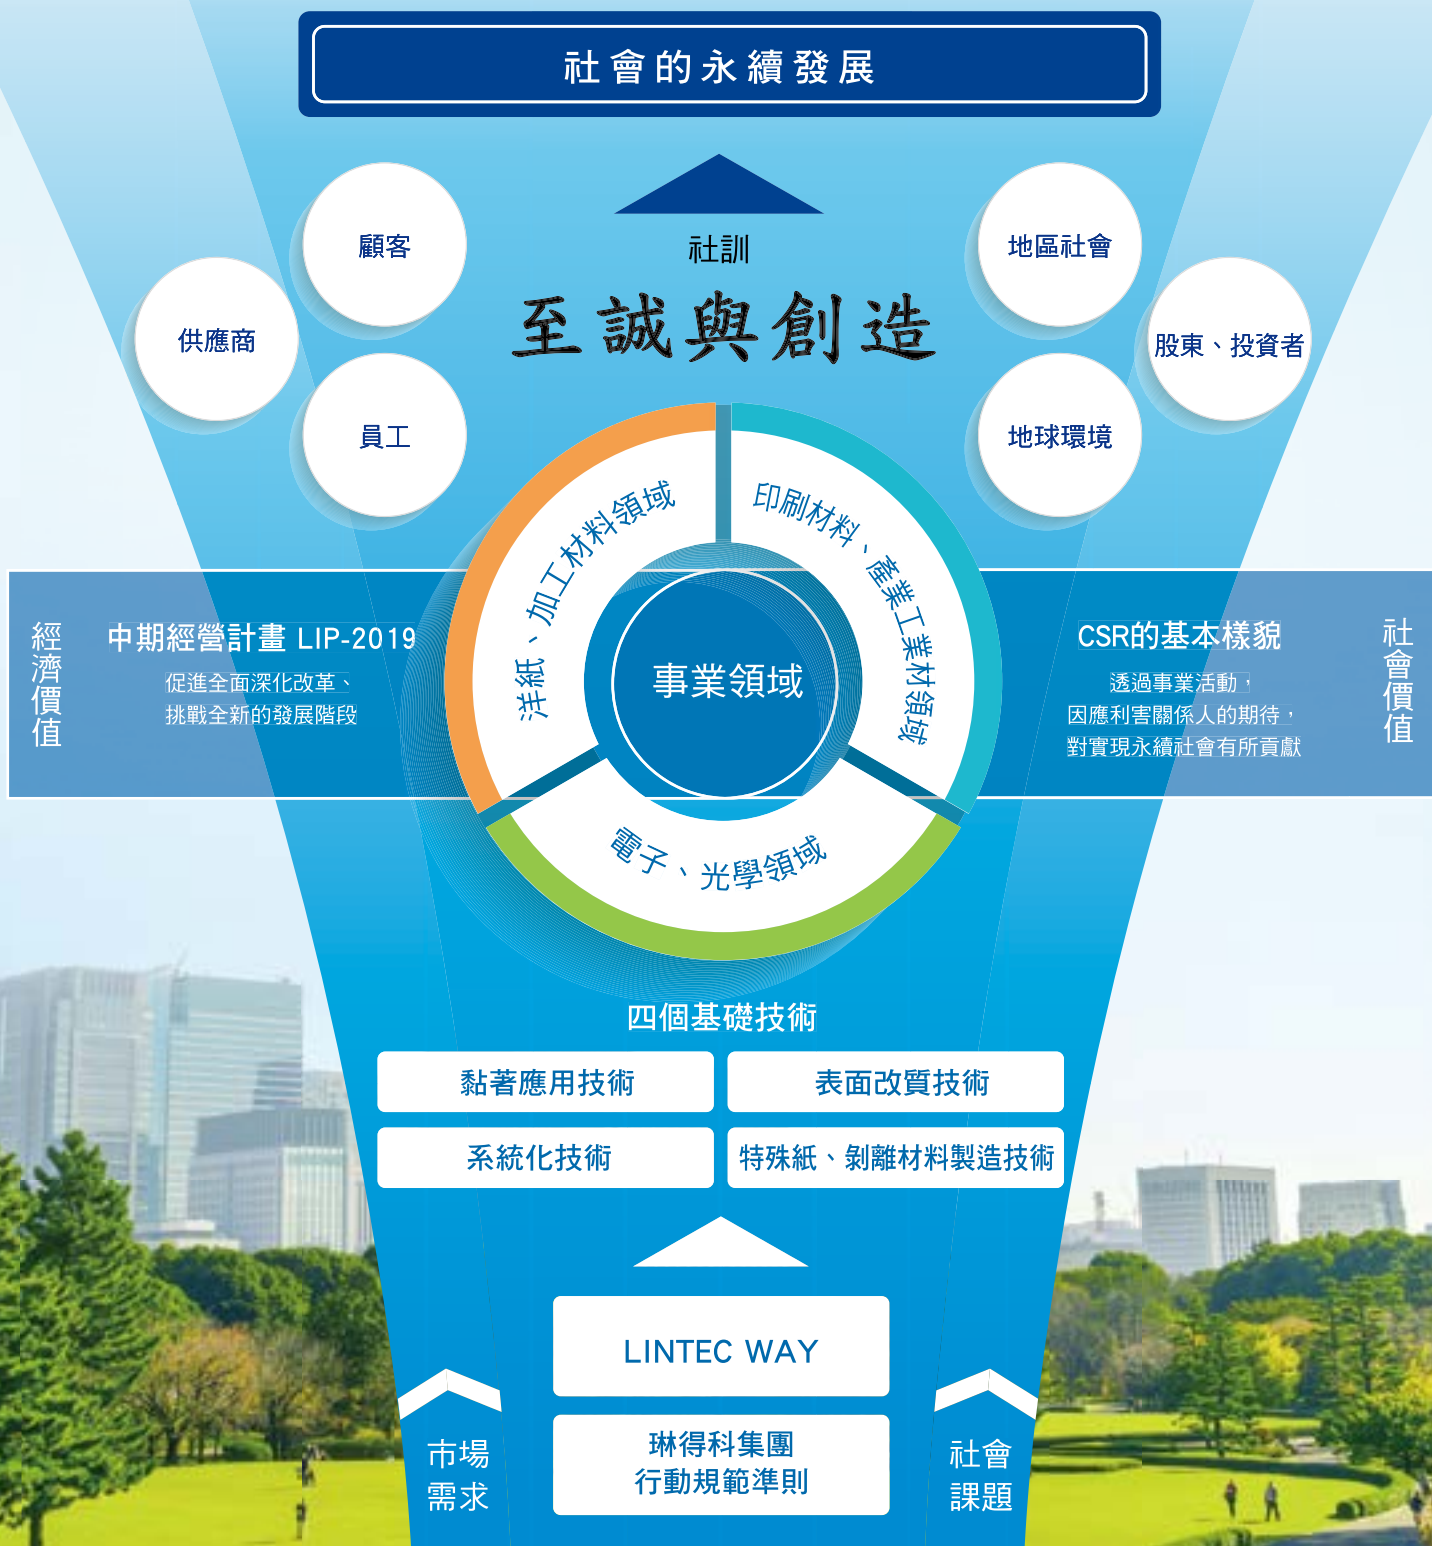 社會的永續發展
社訓
至誠與創造
顧客
供應商
員工
地區社會
股東、投資者
地球環境
洋紙、加工材料領域
印刷材料、產業工業材領域
電子、光學領域
事業領域
經濟價值
中期經營計畫 LIP-2019
促進全面深化改革、
挑戰全新的發展階段
CSR的基本樣貌
透過事業活動，
因應利害關係人的期待，
對實現永續社會有所貢獻
社會價值
四個基礎技術
黏著應用技術
表面改質技術
系統化技術
特殊紙、剝離材料製造技術
LINTEC WAY
琳得科集團
行動規範準則
市場
需求
社會
課題